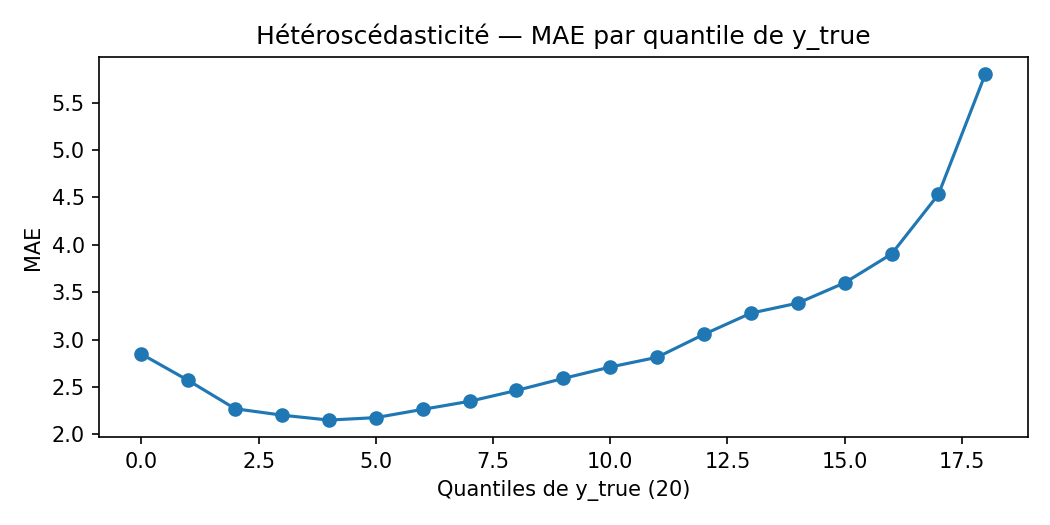 Hétéroscédasticité — MAE par quantile de y_true
MAE
5.5
5.0
4.5
4.0
3.5
3.0
2.5
2.0
0.0 2.5 5.0 7.5 10.0 12.5 15.0 17.5
Quantiles de y_true (20)